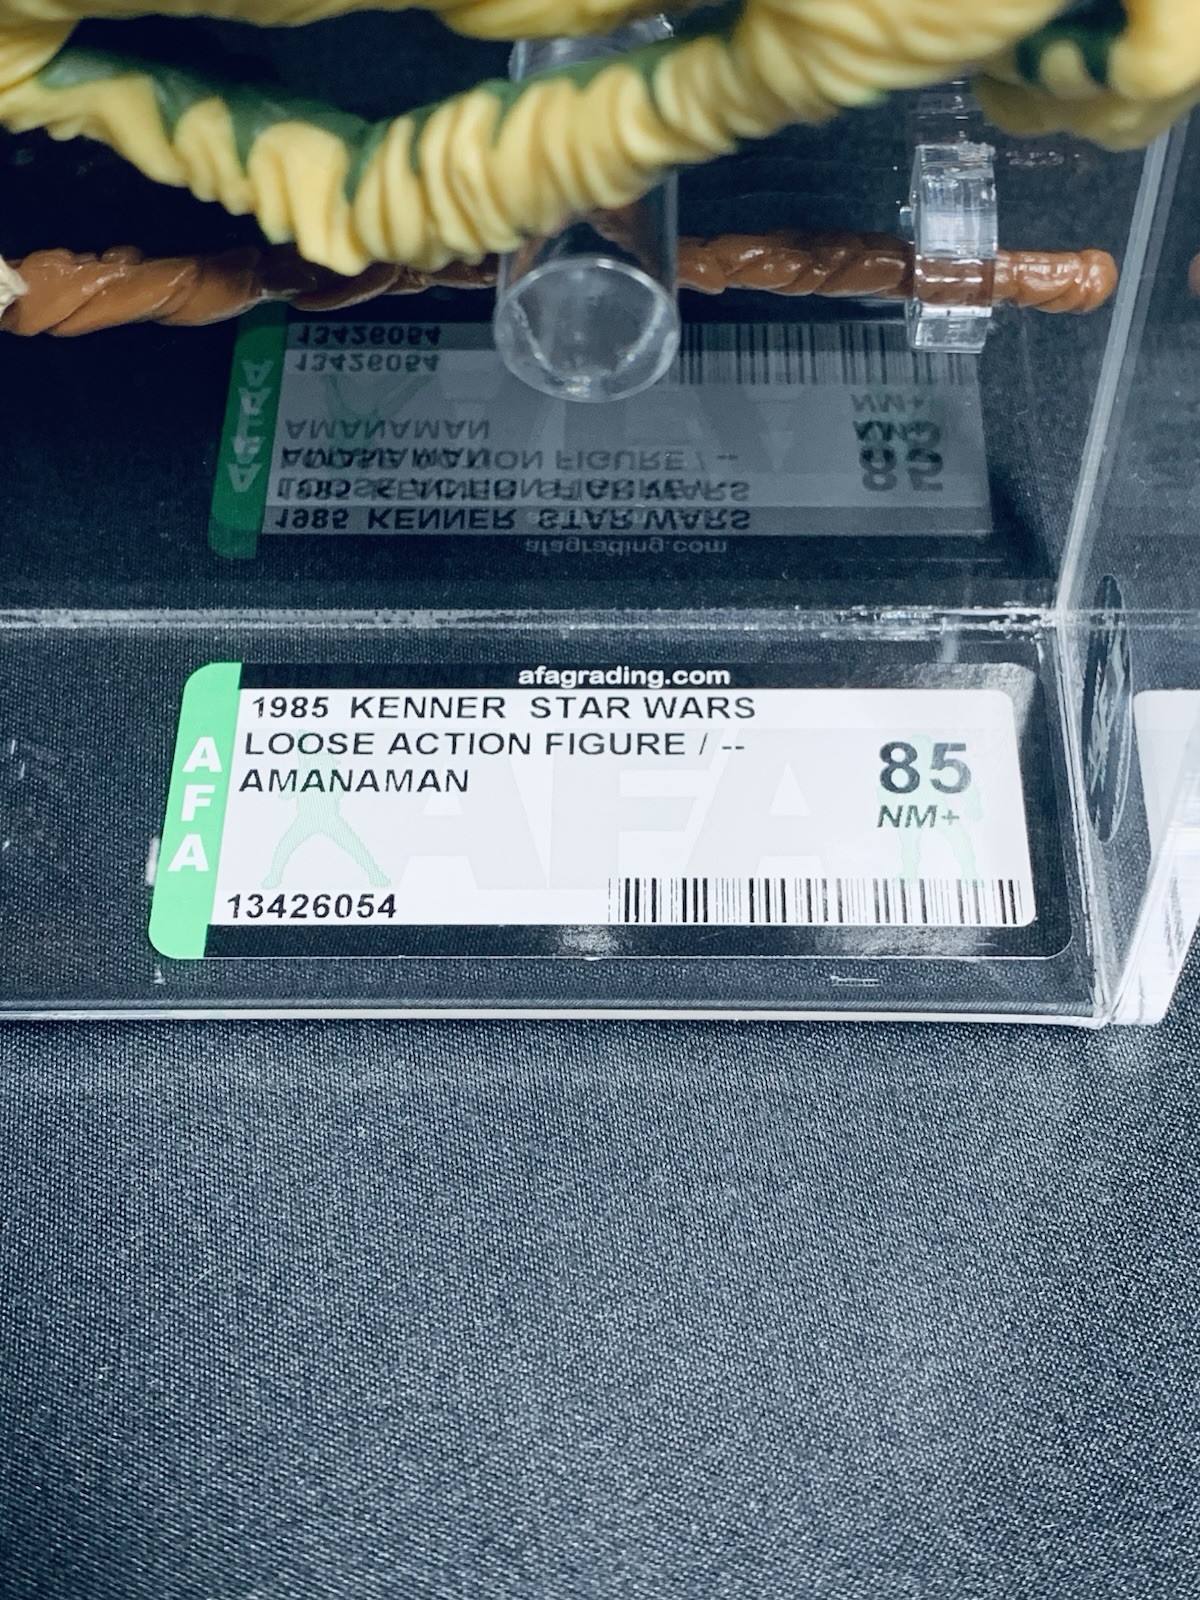 afagrading.com
1985 KENNER STAR WARS
LOOSE ACTION FIGURE / --
AMANAMAN
85
NM+
AFA
13426054